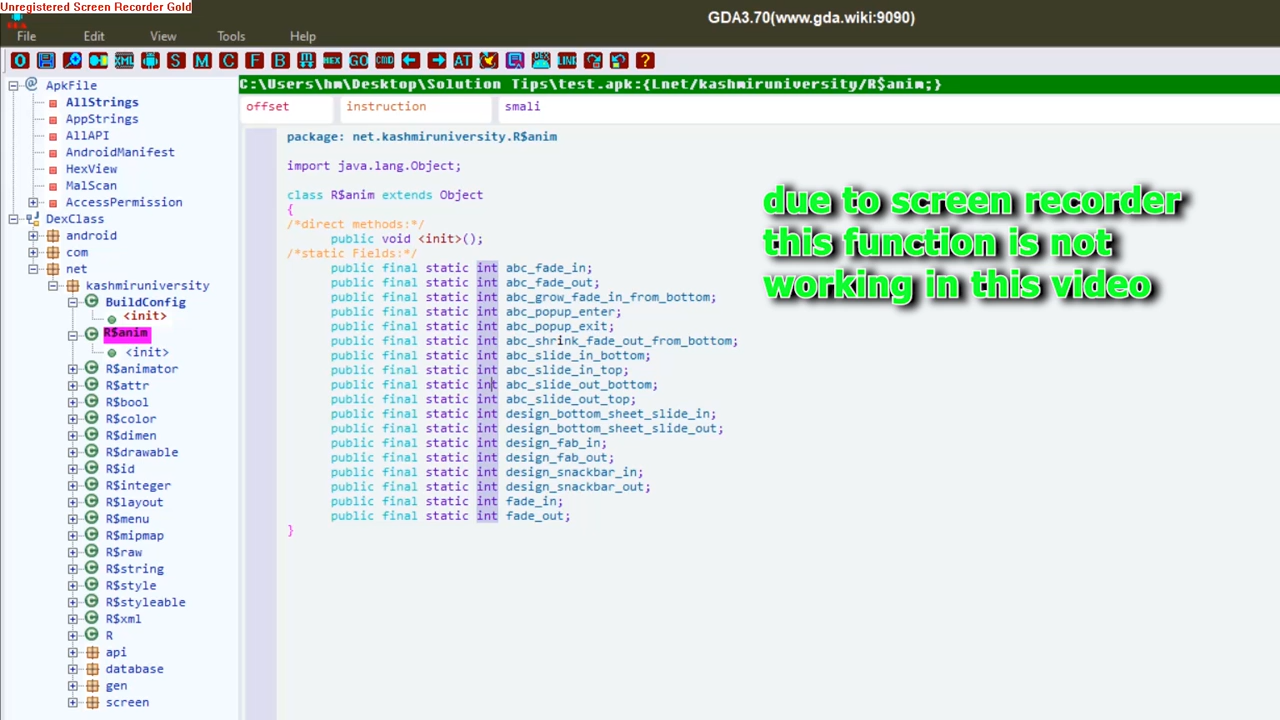 Unregistered Screen Recorder Gold
GDA3.70(www.gda.wiki:9090)
File Edit View Tools Help
O XML S M C F B HEX GO CMD AT DEX LINK ?
C:\Users\hm\Desktop\Solution Tips\test.apk:{Lnet/kashmiruniversity/R$anim;}
offset instruction smali
ApkFile
AllStrings
AppStrings
AllAPI
AndroidManifest
HexView
MalScan
AccessPermission
DexClass
android
com
net
kashmiruniversity
BuildConfig
<init>
R$anim
<init>
R$animator
R$attr
R$bool
R$color
R$dimen
R$drawable
R$id
R$integer
R$layout
R$menu
R$mipmap
R$raw
R$string
R$style
R$styleable
R$xml
R
api
database
gen
screen
package: net.kashmiruniversity.R$anim
import java.lang.Object;
class R$anim extends Object
{
/*direct methods:*/
public void <init>();
/*static Fields:*/
public final static int abc_fade_in;
public final static int abc_fade_out;
public final static int abc_grow_fade_in_from_bottom;
public final static int abc_popup_enter;
public final static int abc_popup_exit;
public final static int abc_shrink_fade_out_from_bottom;
public final static int abc_slide_in_bottom;
public final static int abc_slide_in_top;
public final static int abc_slide_out_bottom;
public final static int abc_slide_out_top;
public final static int design_bottom_sheet_slide_in;
public final static int design_bottom_sheet_slide_out;
public final static int design_fab_in;
public final static int design_fab_out;
public final static int design_snackbar_in;
public final static int design_snackbar_out;
public final static int fade_in;
public final static int fade_out;
}
due to screen recorder
this function is not
working in this video